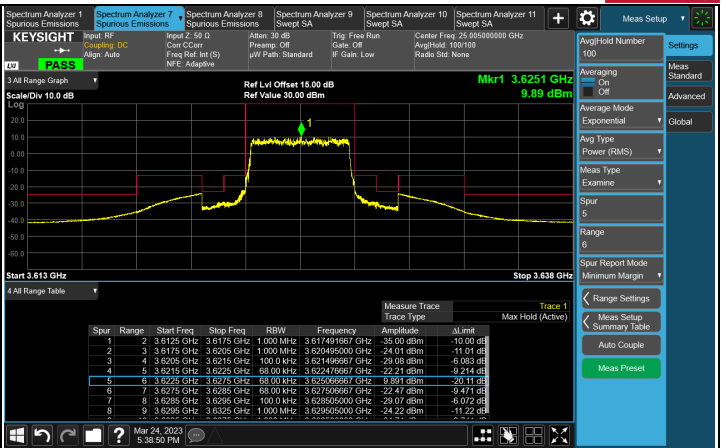 Spectrum Analyzer 1
Spurious Emissions
Spectrum Analyzer 7
Spurious Emissions
Spectrum Analyzer 8
Spurious Emissions
Spectrum Analyzer 9
Swept SA
Spectrum Analyzer 10
Swept SA
Spectrum Analyzer 11
Swept SA
+
Meas Setup
KEYSIGHT
LXI
PASS
Input: RF
Coupling: DC
Align: Auto
Input Z: 50 Ω
Corr CCorr
Freq Ref: Int (S)
NFE: Adaptive
Atten: 30 dB
Preamp: Off
µW Path: Standard
Trig: Free Run
Gate: Off
IF Gain: Low
Center Freq: 25.005000000 GHz
Avg|Hold: 100/100
Radio Std: None
3 All Range Graph
Scale/Div 10.0 dB
Ref Lvl Offset 15.00 dB
Ref Value 30.00 dBm
Mkr1 3.6251 GHz
9.89 dBm
Log
20.0
10.0
0.00
-10.0
-20.0
-30.0
-40.0
-50.0
-60.0
1
Start 3.613 GHz
Stop 3.638 GHz
4 All Range Table
Measure Trace Trace 1
Trace Type Max Hold (Active)
Spur Range Start Freq Stop Freq RBW Frequency Amplitude ΔLimit
1 2 3.6125 GHz 3.6175 GHz 1.000 MHz 3.617491667 GHz -35.00 dBm -10.00 dB
2 3 3.6175 GHz 3.6205 GHz 1.000 MHz 3.620495000 GHz -24.01 dBm -11.01 dB
3 4 3.6205 GHz 3.6215 GHz 100.0 kHz 3.621499666 GHz -29.08 dBm -6.083 dB
4 5 3.6215 GHz 3.6225 GHz 68.00 kHz 3.622476667 GHz -22.21 dBm -9.214 dB
5 6 3.6225 GHz 3.6275 GHz 68.00 kHz 3.625066667 GHz 9.891 dBm -20.11 dB
6 7 3.6275 GHz 3.6285 GHz 68.00 kHz 3.627506667 GHz -22.47 dBm -9.471 dB
7 8 3.6285 GHz 3.6295 GHz 100.0 kHz 3.628505000 GHz -29.07 dBm -6.072 dB
8 9 3.6295 GHz 3.6325 GHz 1.000 MHz 3.629505000 GHz -24.22 dBm -11.22 dB
Avg|Hold Number
100
Averaging
On
Off
Average Mode
Exponential
Avg Type
Power (RMS)
Meas Type
Examine
Spur
5
Range
6
Spur Report Mode
Minimum Margin
Range Settings
Meas Setup
Summary Table
Auto Couple
Meas Preset
Settings
Meas
Standard
Advanced
Global
?
Mar 24, 2023
5:38:50 PM